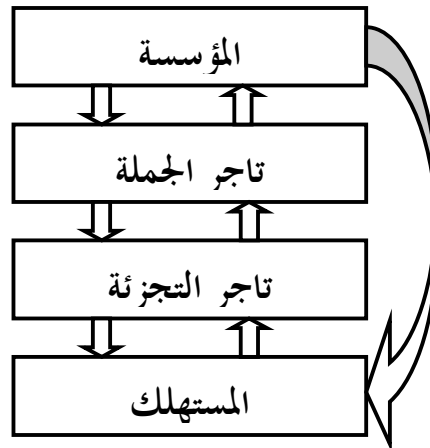 المؤسسة
تاجر الجملة
تاجر التجزئة
المستهلك